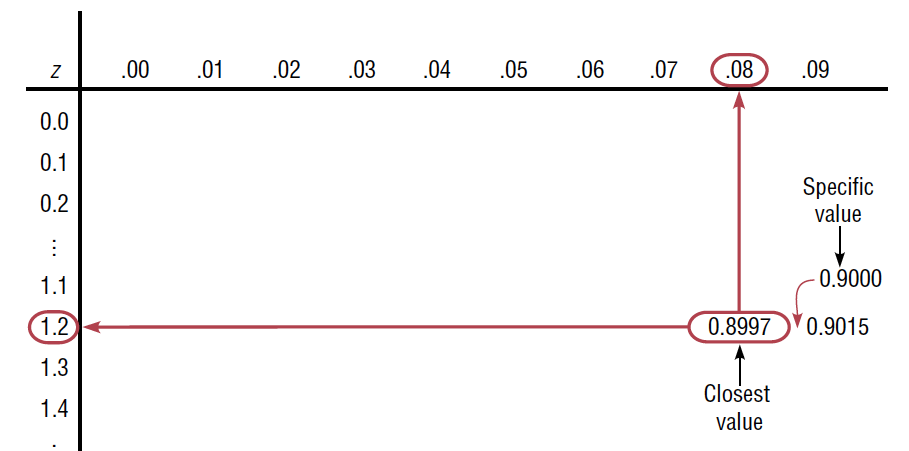 z .00 .01 .02 .03 .04 .05 .06 .07 .08 .09
0.0
0.1
0.2
Specific
value
⋮
1.1
0.9000
1.2 0.8997 0.9015
1.3
1.4
Closest
value
.